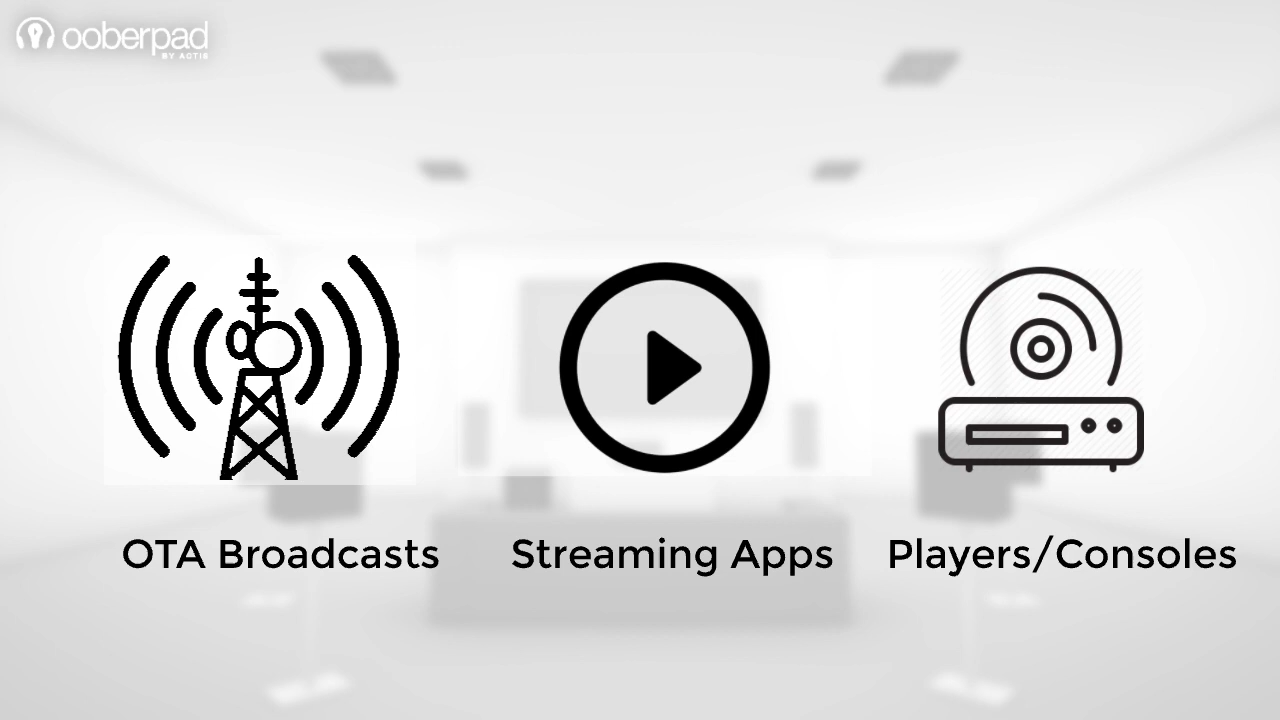 ooberpad
BY ACTIS
OTA Broadcasts
Streaming Apps
Players/Consoles